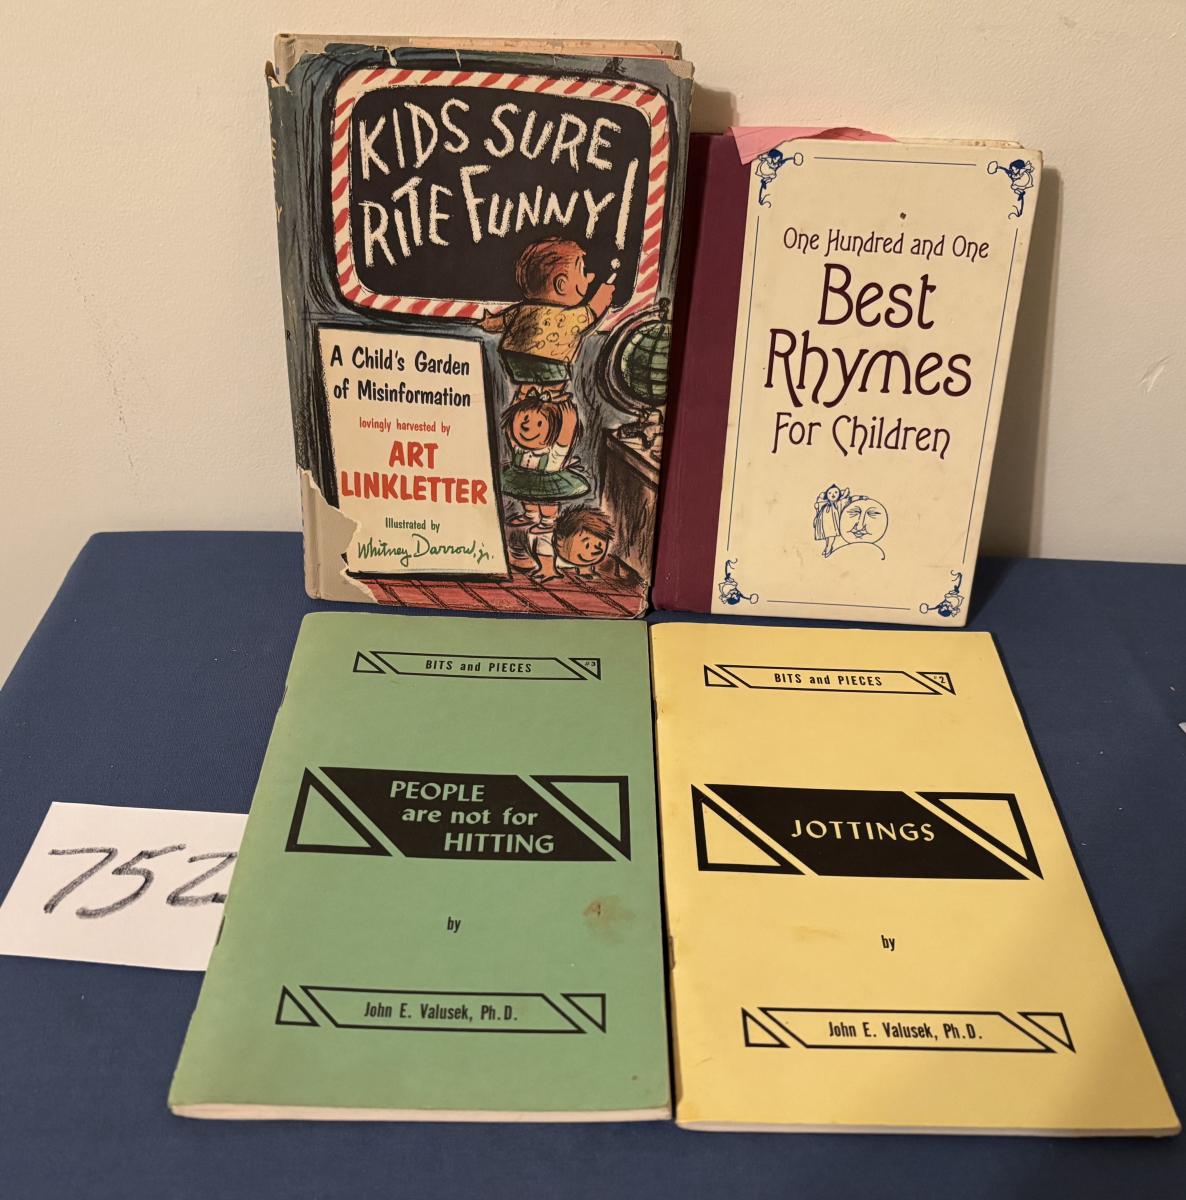 KIDS SURE
RITE FUNNY!
A Child's Garden
of Misinformation
lovingly harvested by
ART
LINKLETTER
Illustrated by
Whitney Darrow, jr.
One Hundred and One
Best
Rhymes
For Children
BITS and PIECES #3
PEOPLE
are not for
HITTING
by
John E. Valusek, Ph.D.
BITS and PIECES #2
JOTTINGS
by
John E. Valusek, Ph.D.
752